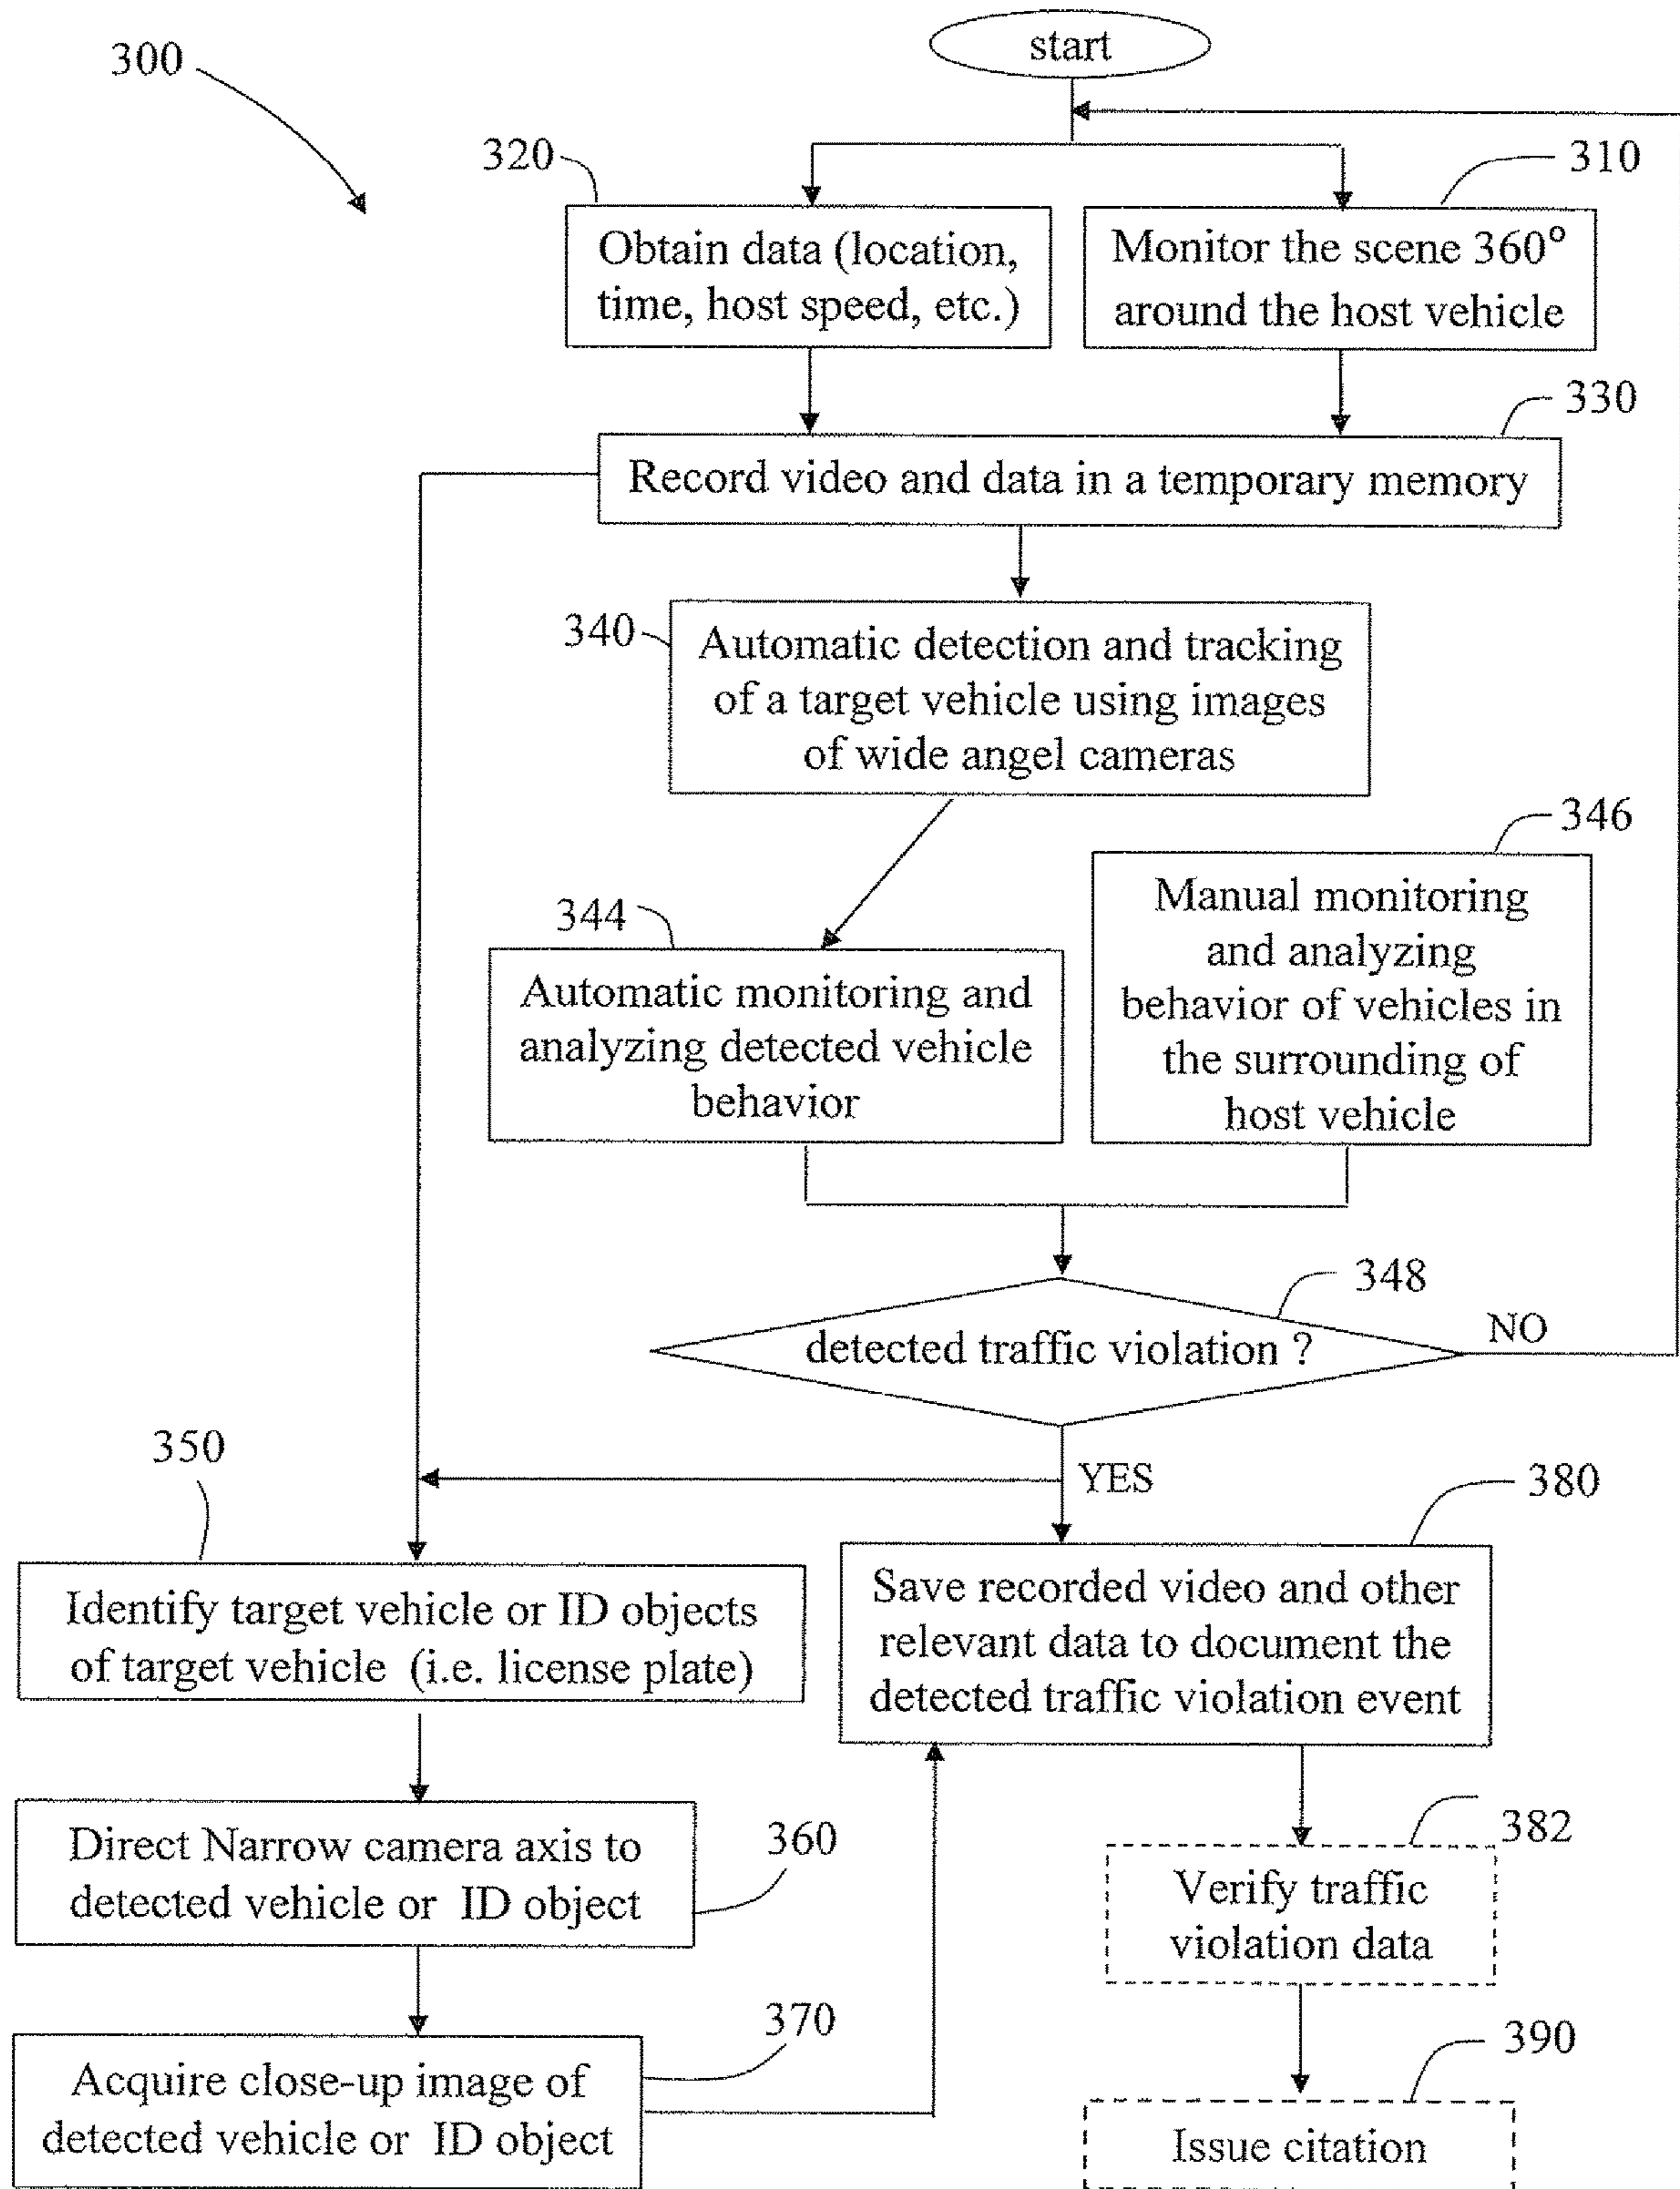 start
300
320
310
Obtain data (location,
time, host speed, etc.)
Monitor the scene 360°
around the host vehicle
330
Record video and data in a temporary memory
340
Automatic detection and tracking
of a target vehicle using images
of wide angel cameras
346
344
Manual monitoring
and analyzing
behavior of vehicles in
the surrounding of
host vehicle
Automatic monitoring and
analyzing detected vehicle
behavior
348
detected traffic violation ?
NO
350
YES
380
Identify target vehicle or ID objects
of target vehicle (i.e. license plate)
Save recorded video and other
relevant data to document the
detected traffic violation event
360
Direct Narrow camera axis to
detected vehicle or ID object
382
Verify traffic
violation data
370
Acquire close-up image of
detected vehicle or ID object
390
Issue citation